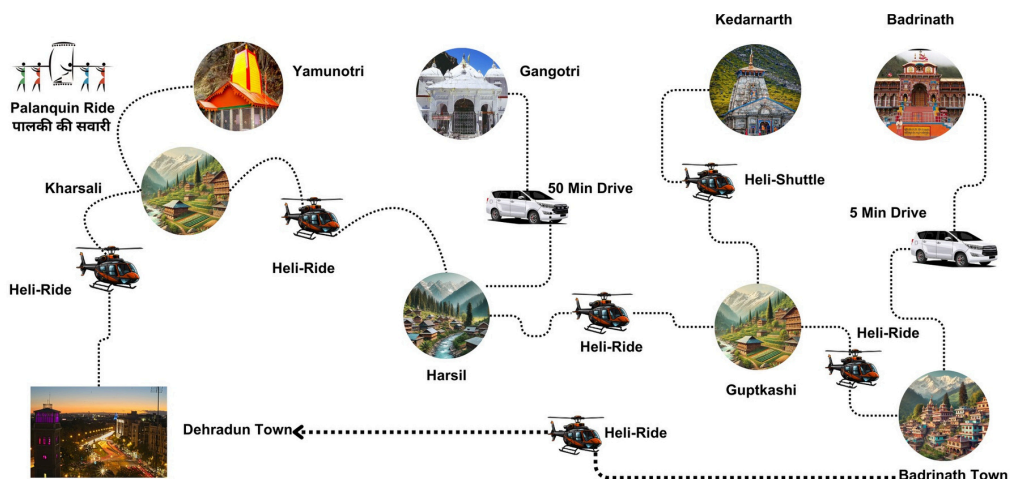 Kedarnarth
Badrinath
Yamunotri
Gangotri
Palanquin Ride
पालकी की सवारी
Kharsali
50 Min Drive
Heli-Shuttle
5 Min Drive
Heli-Ride
Heli-Ride
Heli-Ride
Heli-Ride
Harsil
Guptkashi
Dehradun Town
Heli-Ride
Badrinath Town